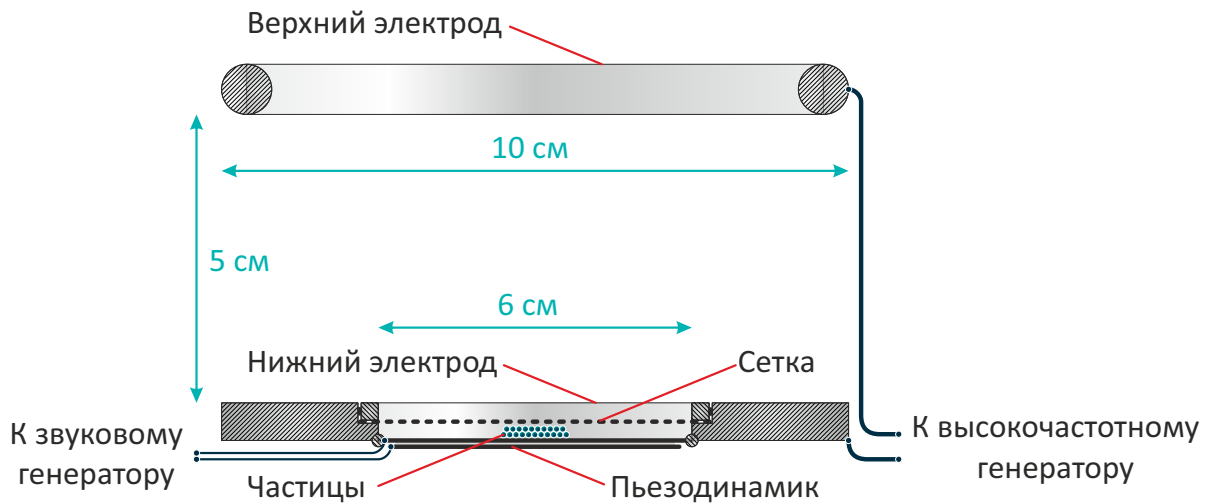 Верхний электрод
10 см
5 см
6 см
Нижний электрод
Сетка
К звуковому
генератору
К высокочастотному
генератору
Частицы
Пьезодинамик